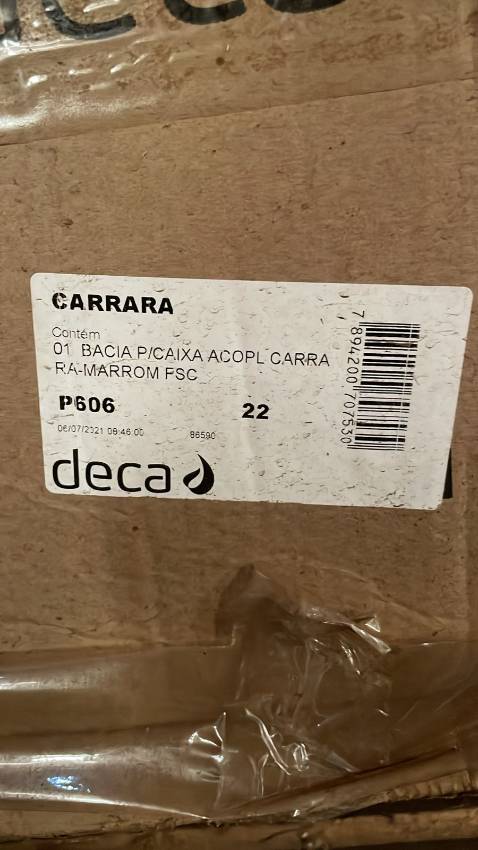 CARRARA
Contém
01 BACIA P/CAIXA ACOPL CARRA
RA-MARROM FSC
P606 22
06/07/2021 08:46:00 86590
deca
7 894200 707530